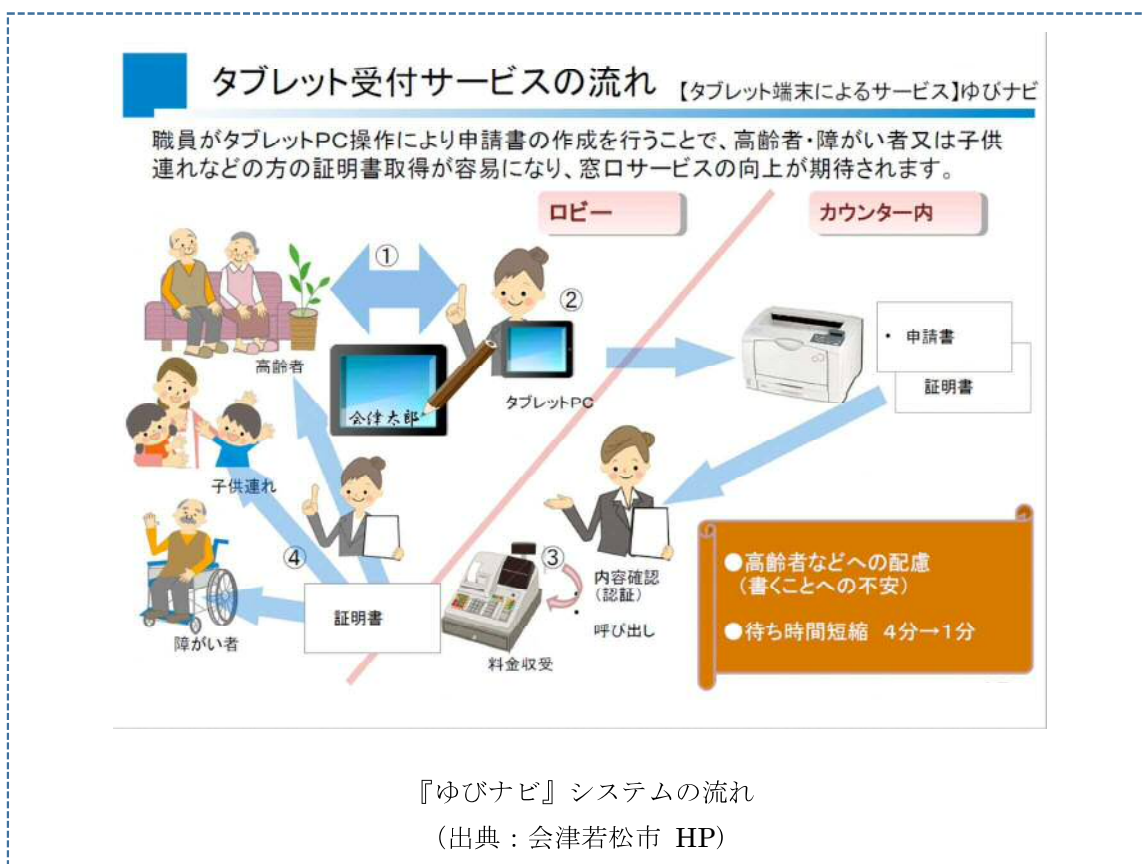 タブレット受付サービスの流れ 【タブレット端末によるサービス】ゆびナビ
職員がタブレットPC操作により申請書の作成を行うことで、高齢者・障がい者又は子供
連れなどの方の証明書取得が容易になり、窓口サービスの向上が期待されます。
ロビー
カウンター内
①
②
高齢者
会津太郎
タブレットPC
・ 申請書
証明書
子供連れ
④
障がい者
証明書
③
料金収受
・ 内容確認
(認証)
・ 呼び出し
●高齢者などへの配慮
(書くことへの不安)
●待ち時間短縮 4分→1分
『ゆびナビ』システムの流れ
(出典：会津若松市 HP)